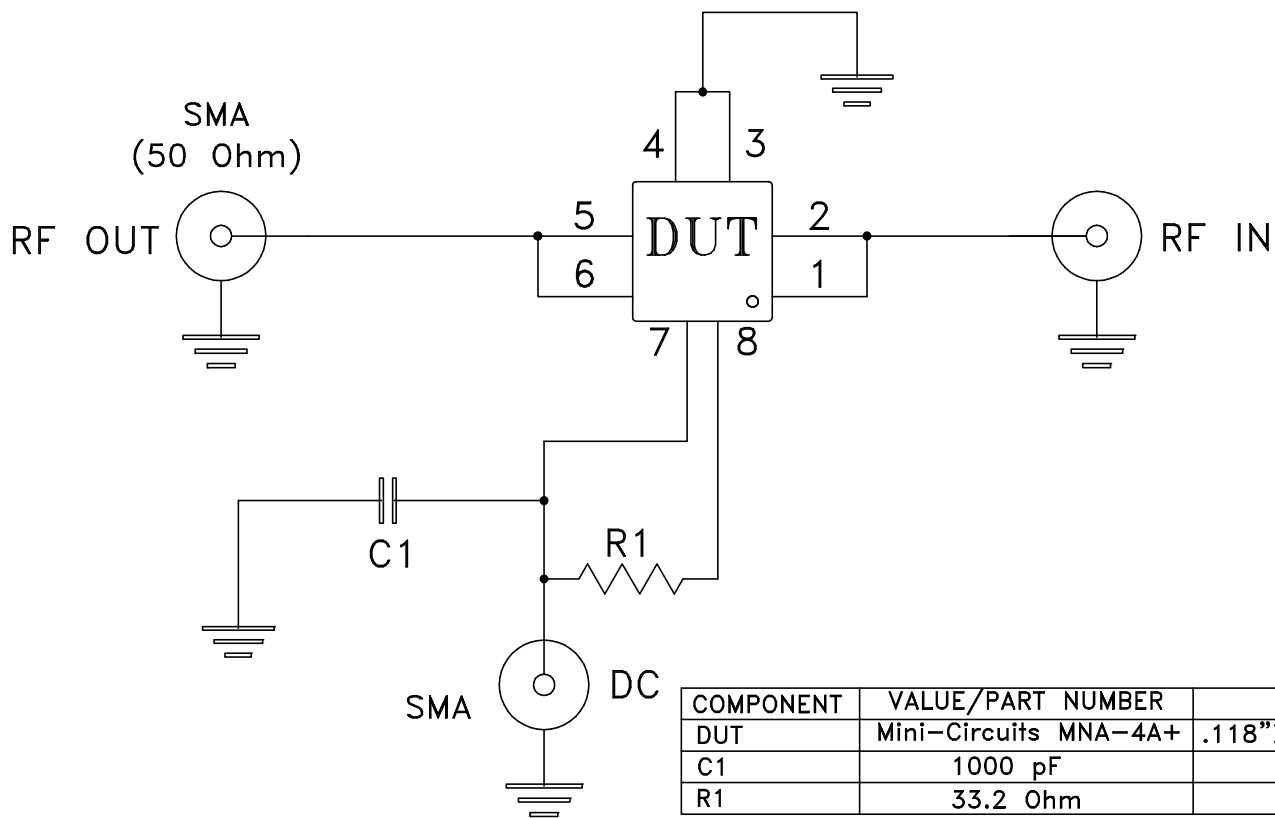 SMA
(50 Ohm)
4
3
RF OUT
5
DUT
2
RF IN
6
1
7
8
C1
R1
SMA
DC
COMPONENT VALUE/PART NUMBER
DUT Mini-Circuits MNA-4A+ .118"
C1 1000 pF
R1 33.2 Ohm